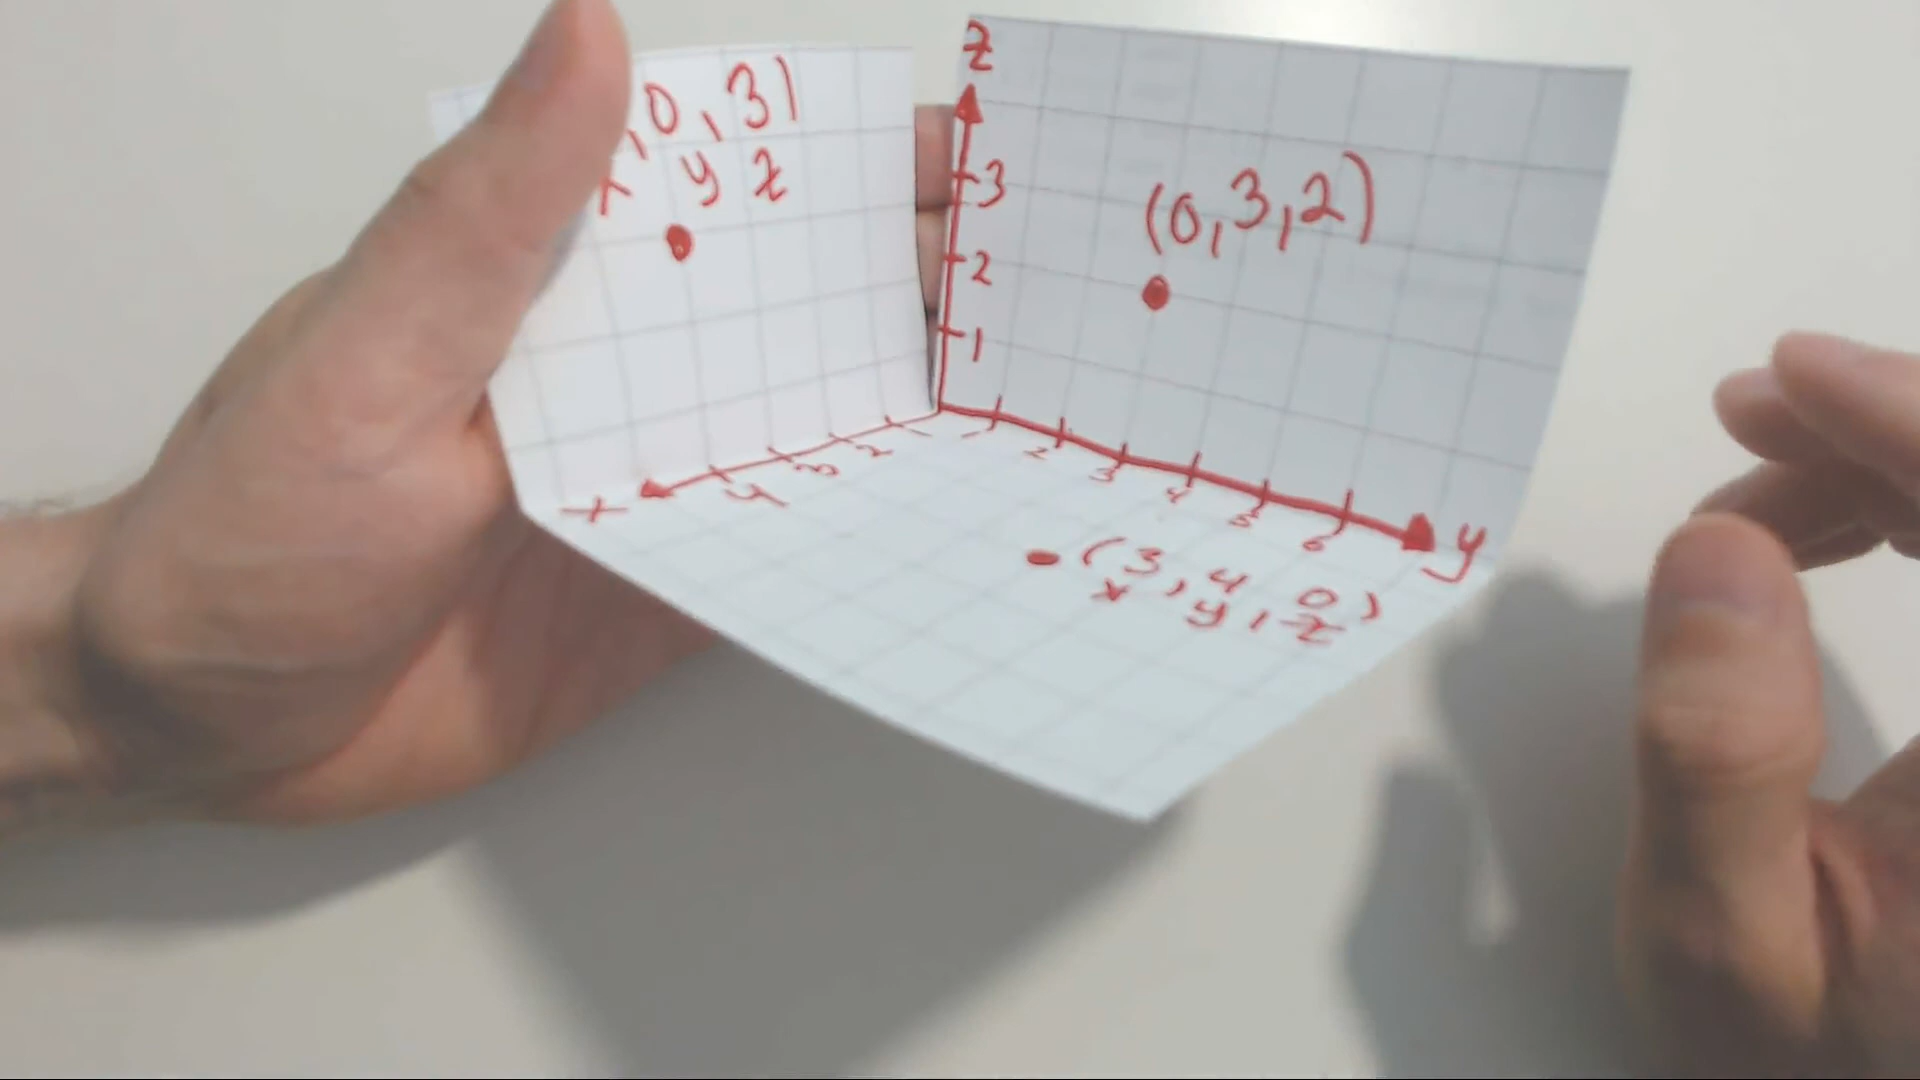 , 0, 3)
x y z
z
3
2
1
(0,3,2)
1 2 3 4 5 6 y
1 2 3 4 x
(3, 4, 0)
x y, z